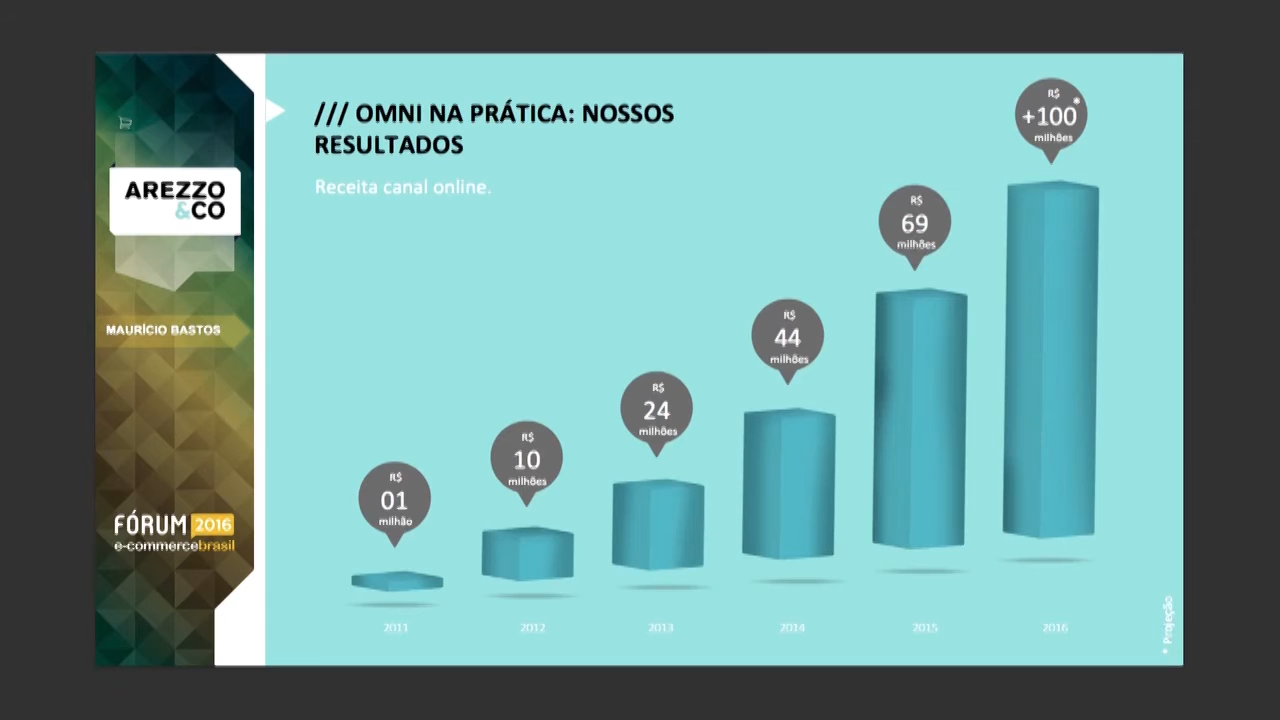 AREZZO
&CO
MAURÍCIO BASTOS
FÓRUM 2016
e-commercebrasil
/// OMNI NA PRÁTICA: NOSSOS
RESULTADOS
Receita canal online.
R$
01
milhão
R$
10
milhões
R$
24
milhões
R$
44
milhões
R$
69
milhões
R$
+100*
milhões
2011
2012
2013
2014
2015
2016
* Projeção